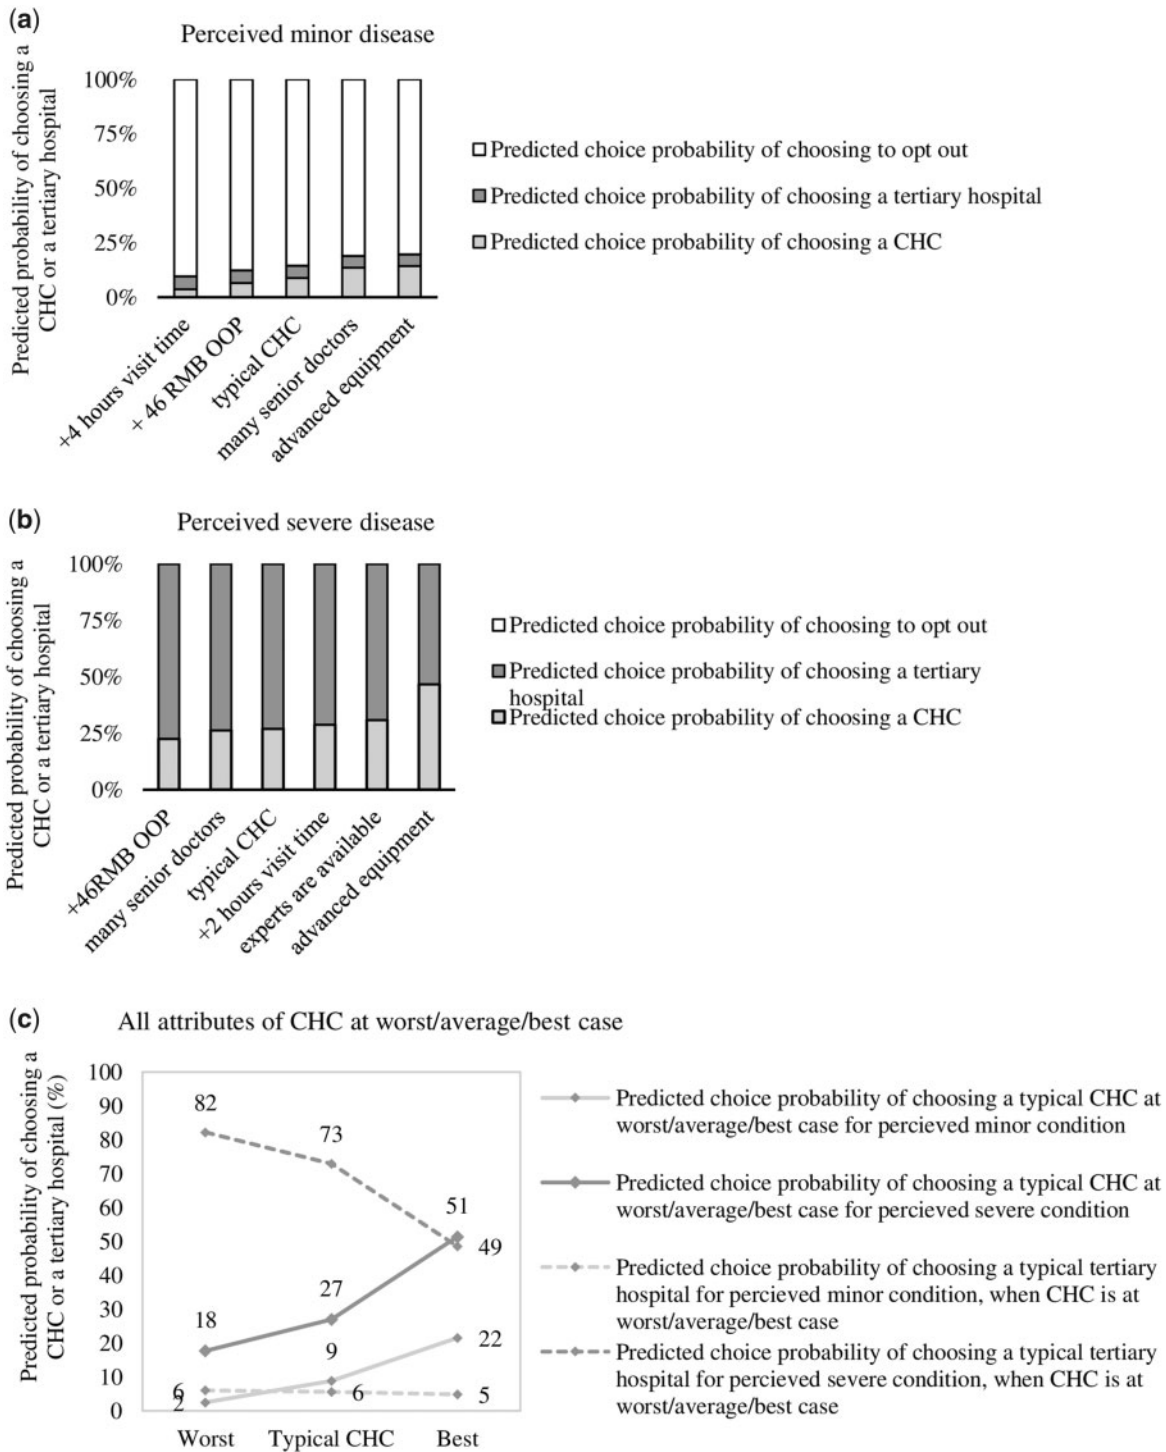 (a)
Perceived minor disease
Predicted probability of choosing a
CHC or a tertiary hospital
100%
75%
50%
25%
0%
+4 hours visit time
+ 46 RMB OOP
typical CHC
many senior doctors
advanced equipment
Predicted choice probability of choosing to opt out
Predicted choice probability of choosing a tertiary hospital
Predicted choice probability of choosing a CHC
(b)
Perceived severe disease
Predicted probability of choosing a
CHC or a tertiary hospital
100%
75%
50%
25%
0%
+46RMB OOP
many senior doctors
typical CHC
+2 hours visit time
experts are available
advanced equipment
Predicted choice probability of choosing to opt out
Predicted choice probability of choosing a tertiary
hospital
Predicted choice probability of choosing a CHC
(c)
All attributes of CHC at worst/average/best case
Predicted probability of choosing a
CHC or a tertiary hospital (%)
100
90
80
70
60
50
40
30
20
10
0
82
73
51
49
18
27
9
22
6
2
6
5
Worst
Typical CHC
Best
Predicted choice probability of choosing a typical CHC at
worst/average/best case for percieved minor condition
Predicted choice probability of choosing a typical CHC at
worst/average/best case for percieved severe condition
Predicted choice probability of choosing a typical tertiary
hospital for percieved minor condition, when CHC is at
worst/average/best case
Predicted choice probability of choosing a typical tertiary
hospital for percieved severe condition, when CHC is at
worst/average/best case